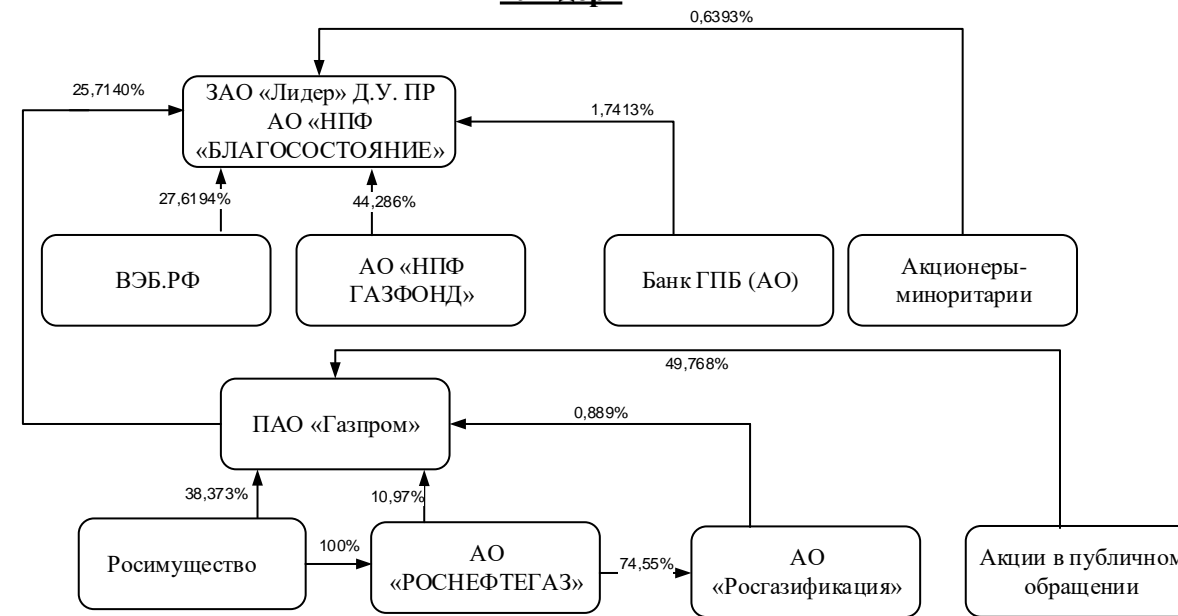 0,6393%
25,7140%
ЗАО «Лидер» Д.У. ПР
АО «НПФ
«БЛАГОСОСТОЯНИЕ»
1,7413%
27,6194%
44,286%
ВЭБ.РФ
АО «НПФ
ГАЗФОНД»
Банк ГПБ (АО)
Акционеры-
миноритарии
49,768%
ПАО «Газпром»
0,889%
38,373%
10,97%
Росимущество
100%
АО
«РОСНЕФТЕГАЗ»
74,55%
АО
«Росгазификация»
Акции в публичном
обращении